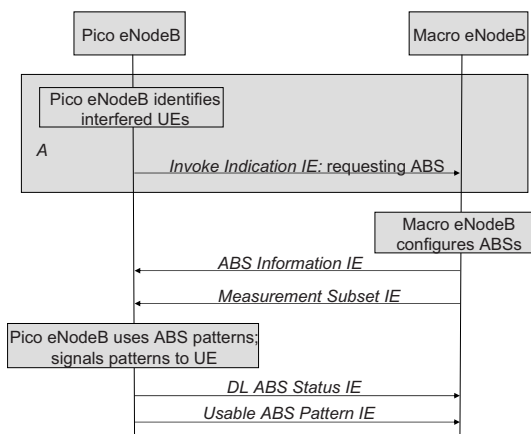 Pico eNodeB
Macro eNodeB
Pico eNodeB identifies
interfered UEs
A
Invoke Indication IE: requesting ABS
Macro eNodeB
configures ABSs
ABS Information IE
Measurement Subset IE
Pico eNodeB uses ABS patterns;
signals patterns to UE
DL ABS Status IE
Usable ABS Pattern IE